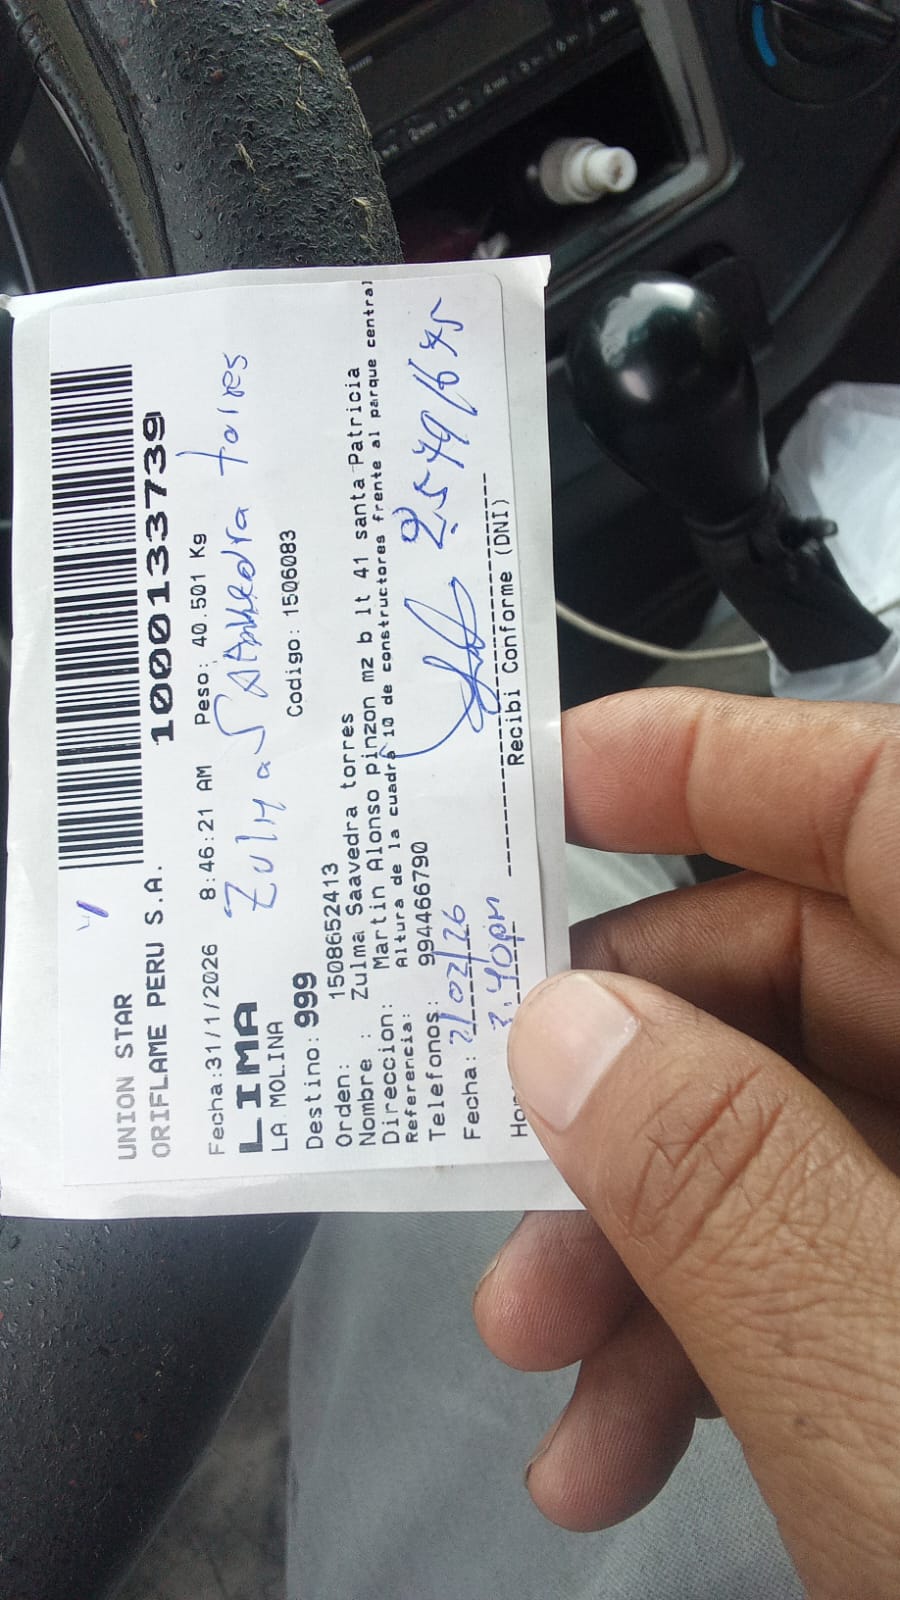 UNION STAR
ORIFLAME PERU S.A. 1000133739
Fecha:31/1/2026 8:46:21 AM Peso: 40.501 Kg
LIMA Zulma Saavedra torres
LA MOLINA
Destino: 999 Codigo: 1506083
Orden: 1508652413
Nombre : Zulma Saavedra torres
Direccion: Martin Alonso pinzon mz b lt 41 santa Patricia
Referencia: Altura de la cuadra 10 de constructores frente al parque central
Telefonos: 994466790
Fecha: 2/02/26 25791675
3:40pm
Recibi Conforme (DNI)